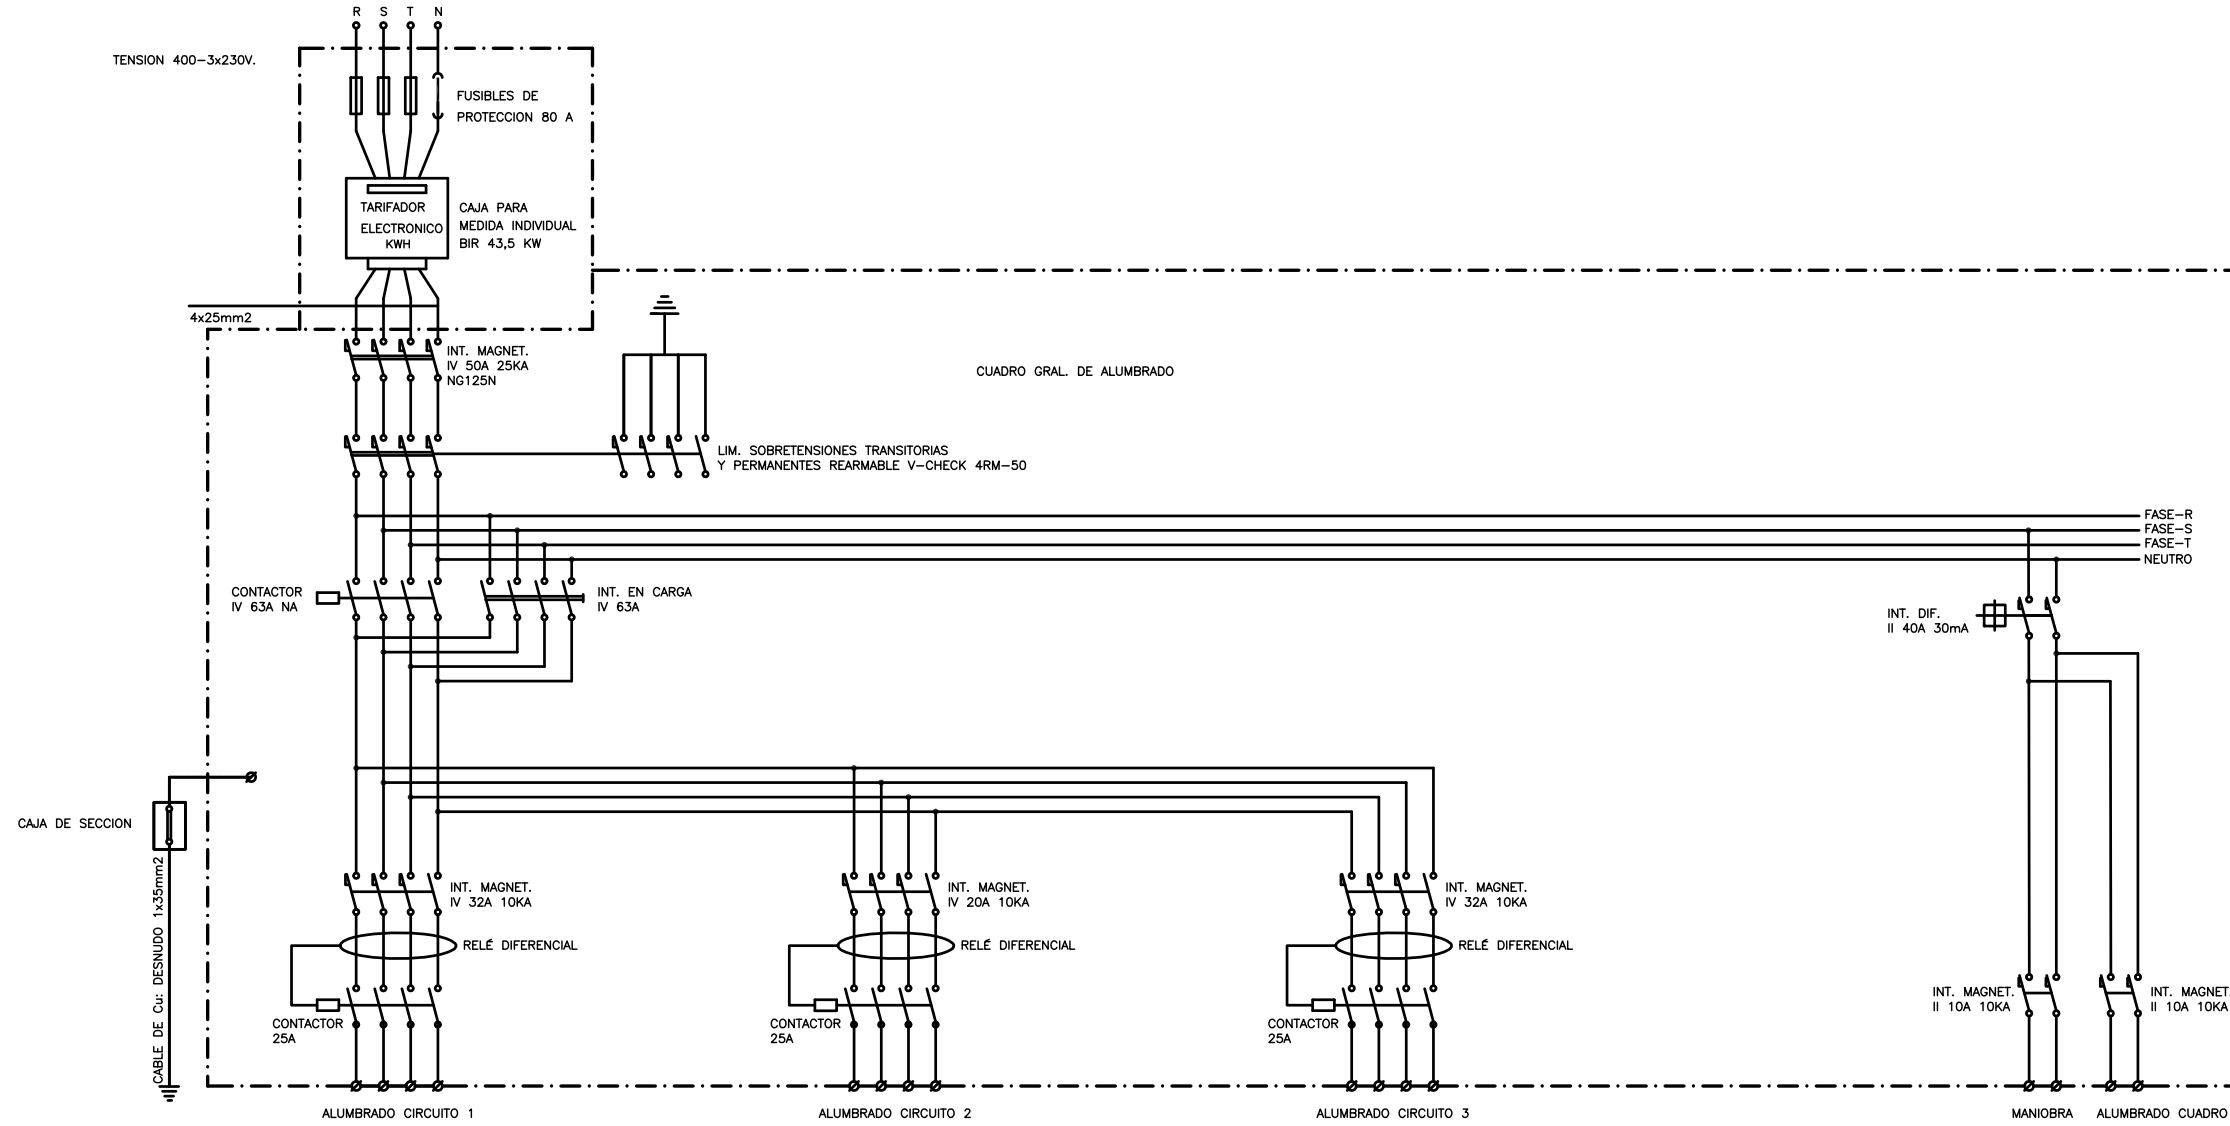 R S T N
TENSION 400-3x230V.
FUSIBLES DE
PROTECCION 80 A
TARIFADOR
ELECTRONICO
KWH
CAJA PARA
MEDIDA INDIVIDUAL
BIR 43,5 KW
4x25mm2
INT. MAGNET.
IV 50A 25KA
NG125N
CUADRO GRAL. DE ALUMBRADO
LIM. SOBRETENSIONES TRANSITORIAS
Y PERMANENTES REARMABLE V-CHECK 4RM-50
FASE-R
FASE-S
FASE-T
NEUTRO
CONTACTOR
IV 63A NA
INT. EN CARGA
IV 63A
INT. DIF.
II 40A 30mA
CAJA DE SECCION
CABLE DE Cu: DESNUDO 1x35mm2
INT. MAGNET.
IV 32A 10KA
INT. MAGNET.
IV 20A 10KA
INT. MAGNET.
IV 32A 10KA
RELÉ DIFERENCIAL
RELÉ DIFERENCIAL
RELÉ DIFERENCIAL
CONTACTOR
25A
CONTACTOR
25A
CONTACTOR
25A
INT. MAGNET.
II 10A 10KA
INT. MAGNET.
II 10A 10KA
ALUMBRADO CIRCUITO 1
ALUMBRADO CIRCUITO 2
ALUMBRADO CIRCUITO 3
MANIOBRA
ALUMBRADO CUADRO